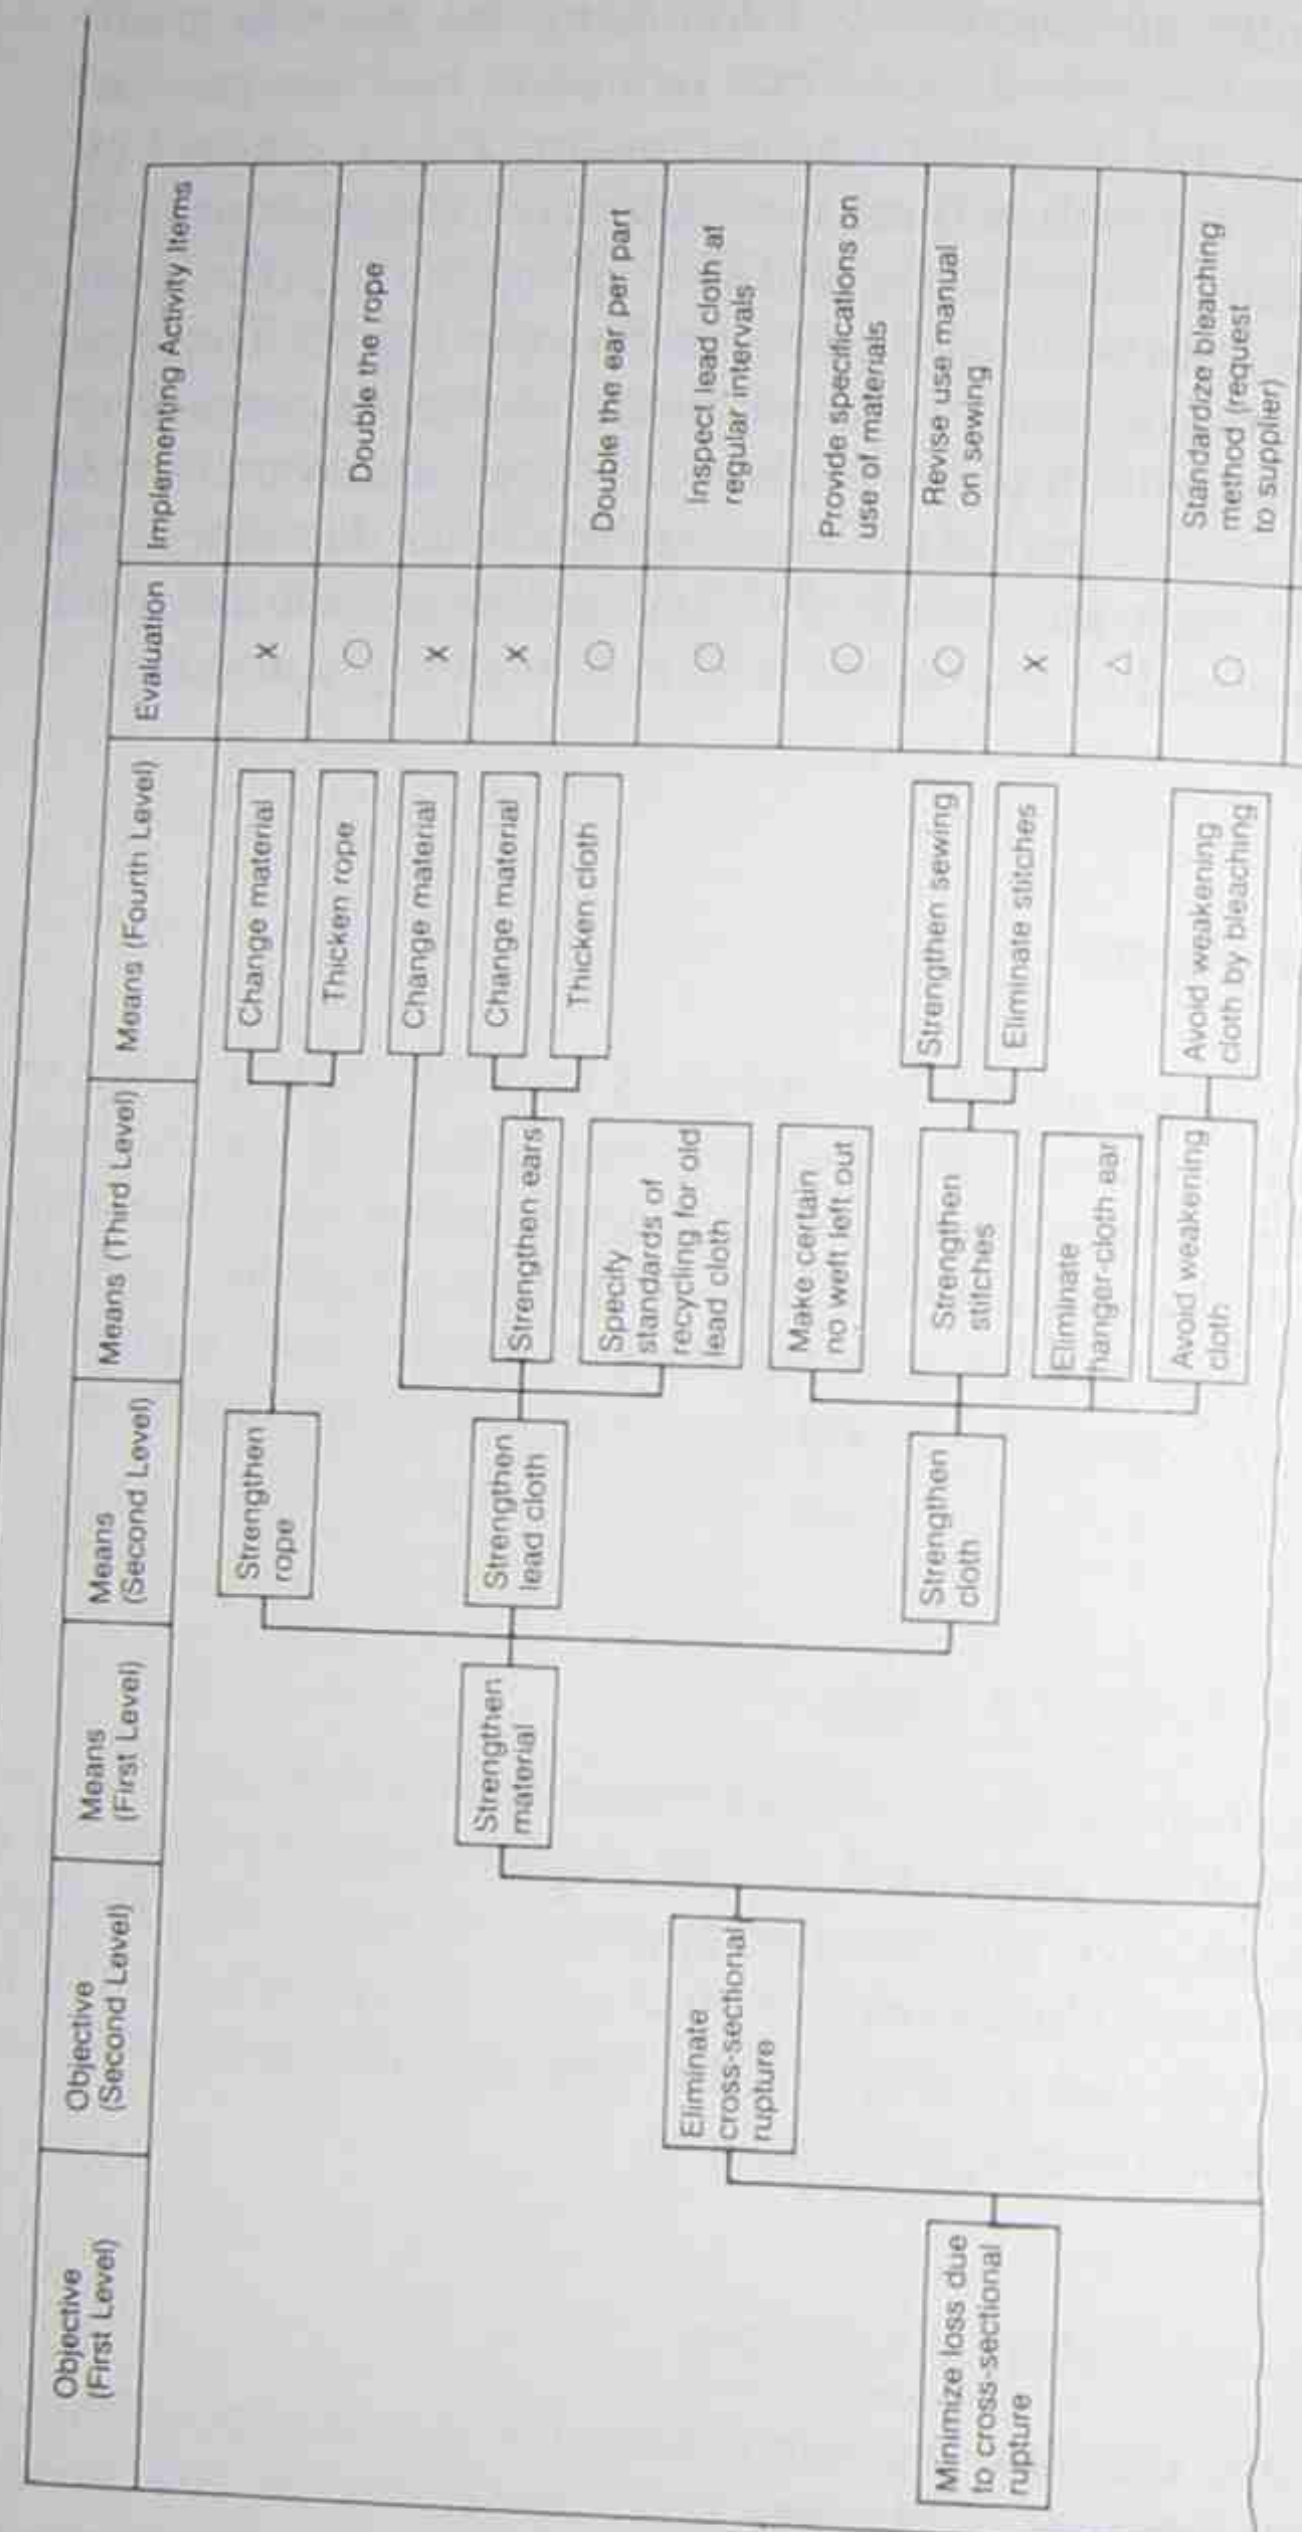 Objective
(First Level)
Objective
(Second Level)
Means
(First Level)
Means
(Second Level)
Means (Third Level)
Means (Fourth Level)
Evaluation
Implementing Activity Items
Minimize loss due
to cross-sectional
rupture
Eliminate
cross-sectional
rupture
Strengthen
material
Strengthen
rope
Change material
X
Thicken rope
○
Double the rope
Strengthen
lead cloth
Change material
X
Strengthen ears
Change material
X
Thicken cloth
○
Double the ear per part
Specify
standards of
recycling for old
lead cloth
○
Inspect lead cloth at
regular intervals
Strengthen
cloth
Make certain
no weft left out
○
Provide specifications on
use of materials
Strengthen
stitches
Strengthen sewing
○
Revise use manual
on sewing
Eliminate stitches
X
Eliminate
hanger-cloth ear
△
Avoid weakening
cloth
Avoid weakening
cloth by bleaching
○
Standardize bleaching
method (request
to supplier)